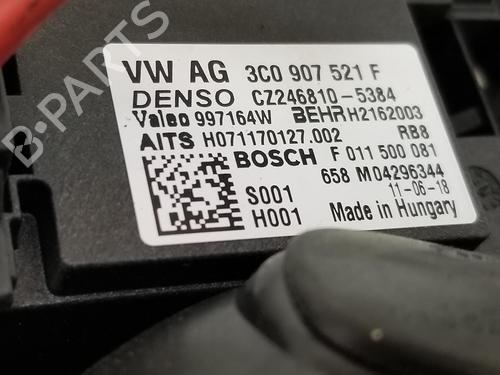 B-PARTS
VW AG 3C0 907 521 F
DENSO CZ246810-5384
Valeo 997164W BEHR H2162003
AITS H071170127.002 RB8
BOSCH F 011 500 081
658 M04296344
S001 11-06-18
H001 Made in Hungary